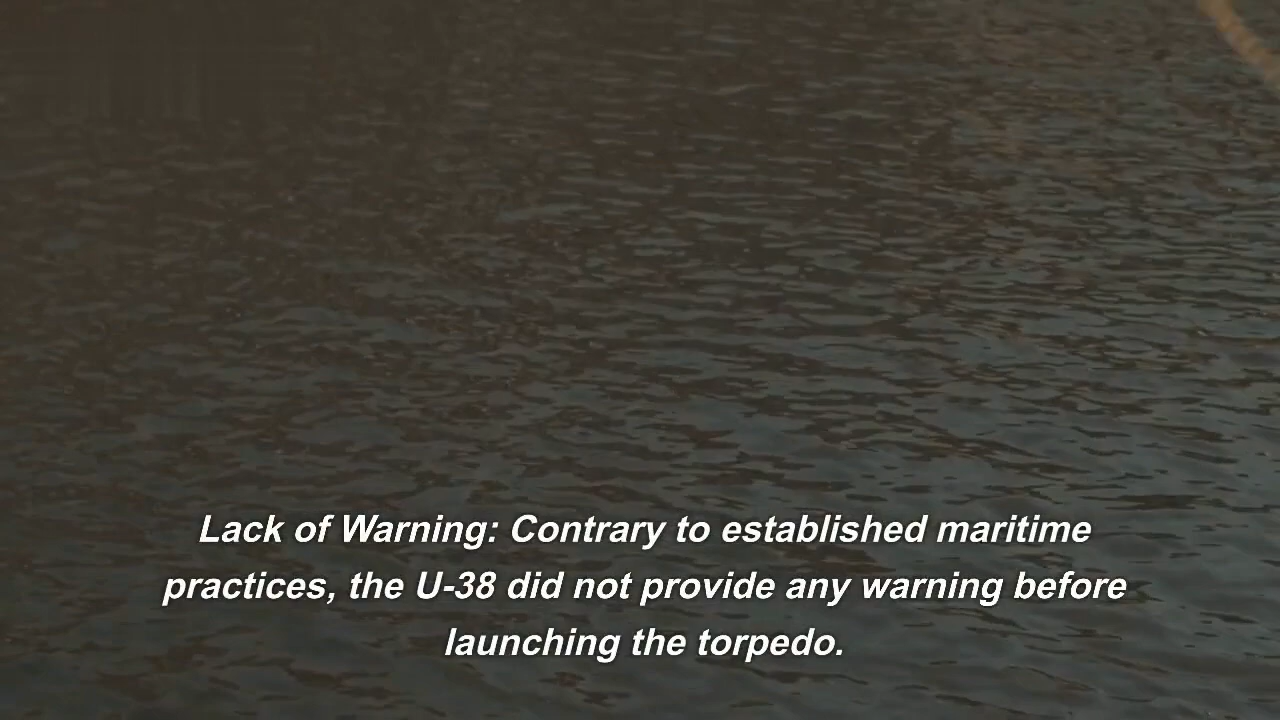 Lack of Warning: Contrary to established maritime
practices, the U-38 did not provide any warning before
launching the torpedo.